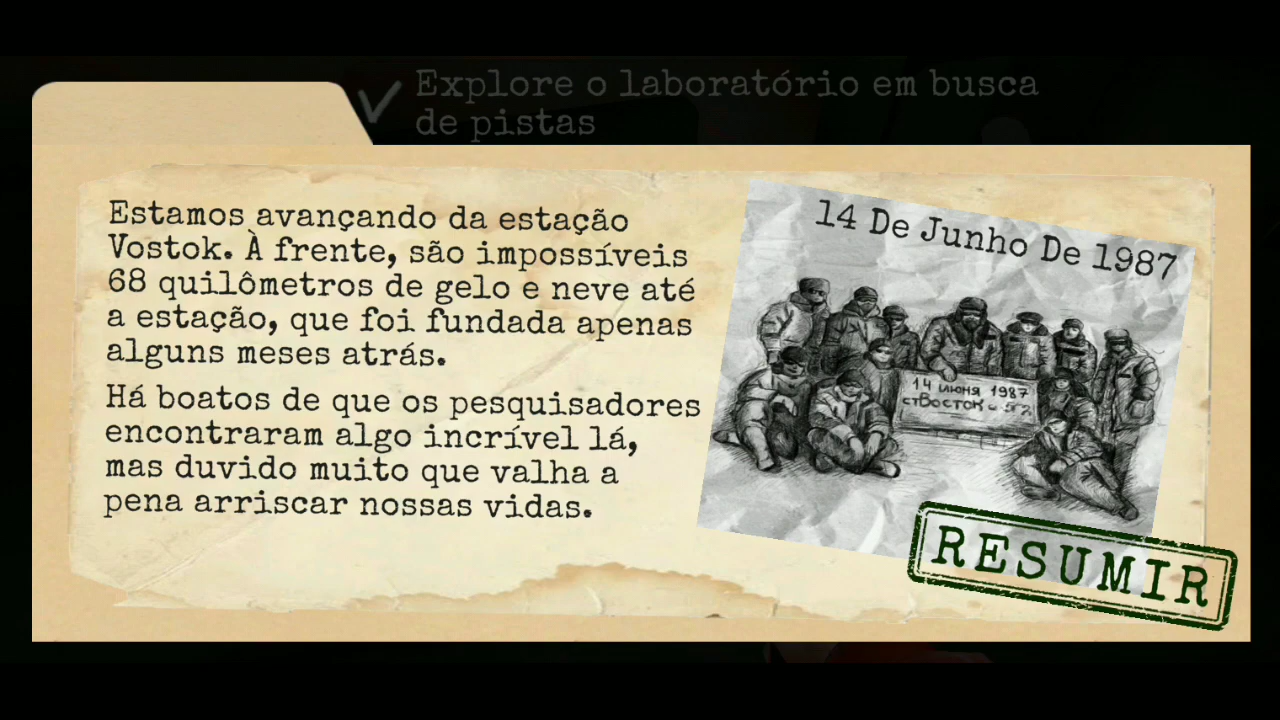 Explore o laboratório em busca
de pistas
Estamos avançando da estação
Vostok. À frente, são impossíveis
68 quilômetros de gelo e neve até
a estação, que foi fundada apenas
alguns meses atrás.
Há boatos de que os pesquisadores
encontraram algo incrível lá,
mas duvido muito que valha a
pena arriscar nossas vidas.
14 De Junho De 1987
14 июня 1987
стВосток
RESUMIR